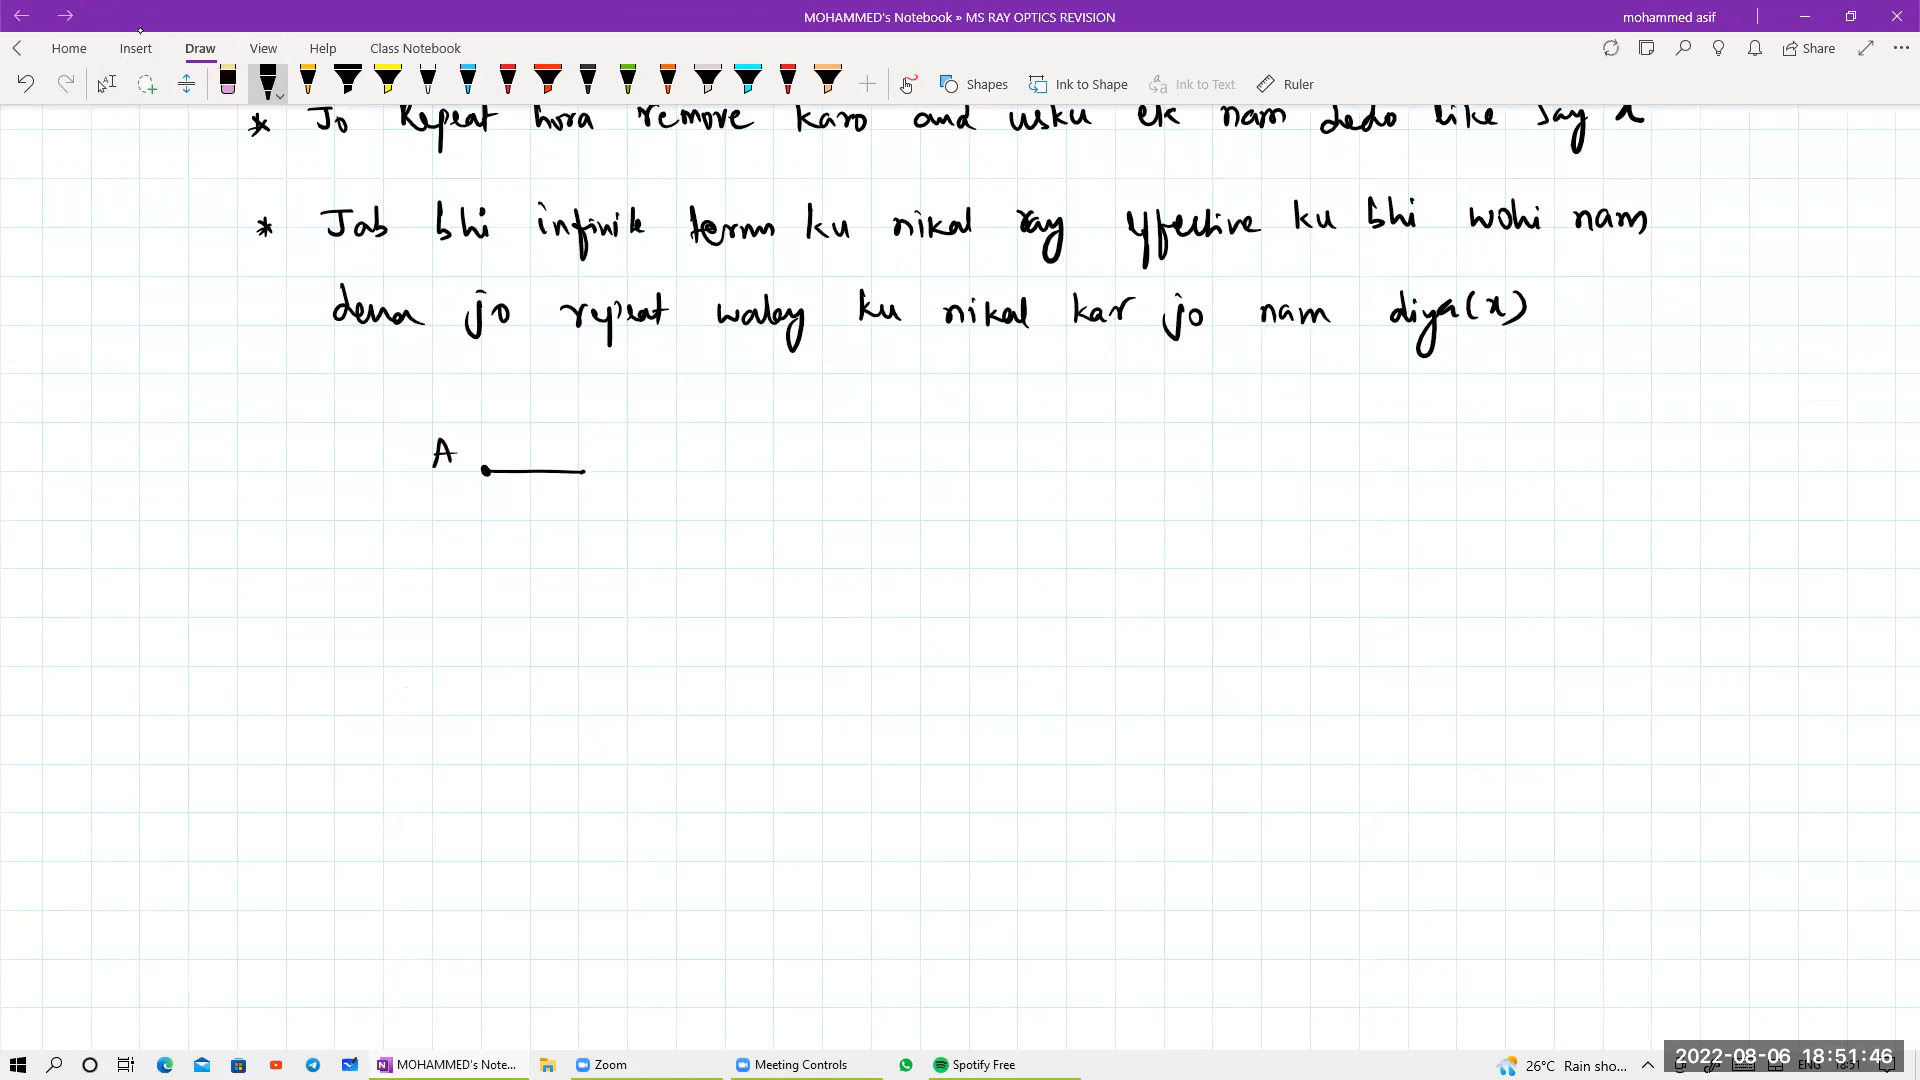 MOHAMMED's Notebook » MS RAY OPTICS REVISION
mohammed asif
Home Insert Draw View Help Class Notebook
Share
Shapes Ink to Shape Ink to Text Ruler
* Jo Repeat hora remove karo and usku ek nam dedo like say x
* Jab bhi infinite terms ku nikal ray effective ku bhi wohi nam
dena jo repeat waley ku nikal kar jo nam diya (x)
A
MOHAMMED's Note...
Zoom
Meeting Controls
Spotify Free
26°C Rain sho...
2022-08-06 18:51:46